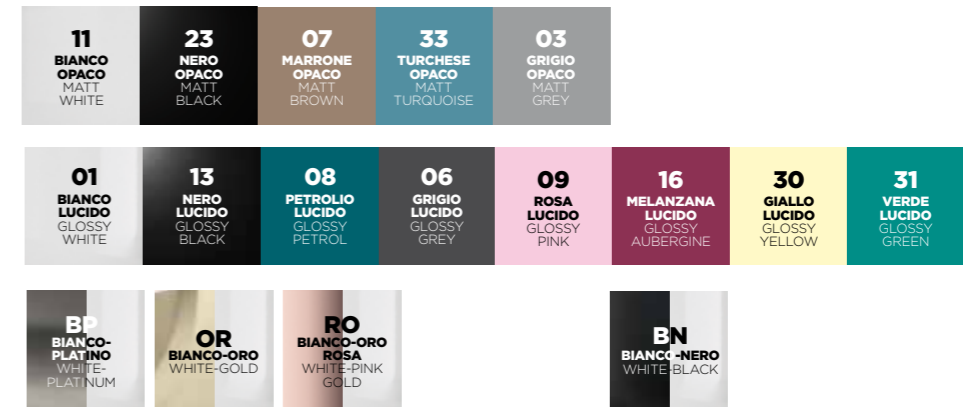 11
BIANCO
OPACO
MATT
WHITE
23
NERO
OPACO
MATT
BLACK
07
MARRONE
OPACO
MATT
BROWN
33
TURCHESE
OPACO
MATT
TURQUOISE
03
GRIGIO
OPACO
MATT
GREY
01
BIANCO
LUCIDO
GLOSSY
WHITE
13
NERO
LUCIDO
GLOSSY
BLACK
08
PETROLIO
LUCIDO
GLOSSY
PETROL
06
GRIGIO
LUCIDO
GLOSSY
GREY
09
ROSA
LUCIDO
GLOSSY
PINK
16
MELANZANA
LUCIDO
GLOSSY
AUBERGINE
30
GIALLO
LUCIDO
GLOSSY
YELLOW
31
VERDE
LUCIDO
GLOSSY
GREEN
BP
BIANCO-
PLATINO
WHITE-
PLATINUM
OR
BIANCO-ORO
WHITE-GOLD
RO
BIANCO-ORO
ROSA
WHITE-PINK
GOLD
BN
BIANCO-NERO
WHITE-BLACK